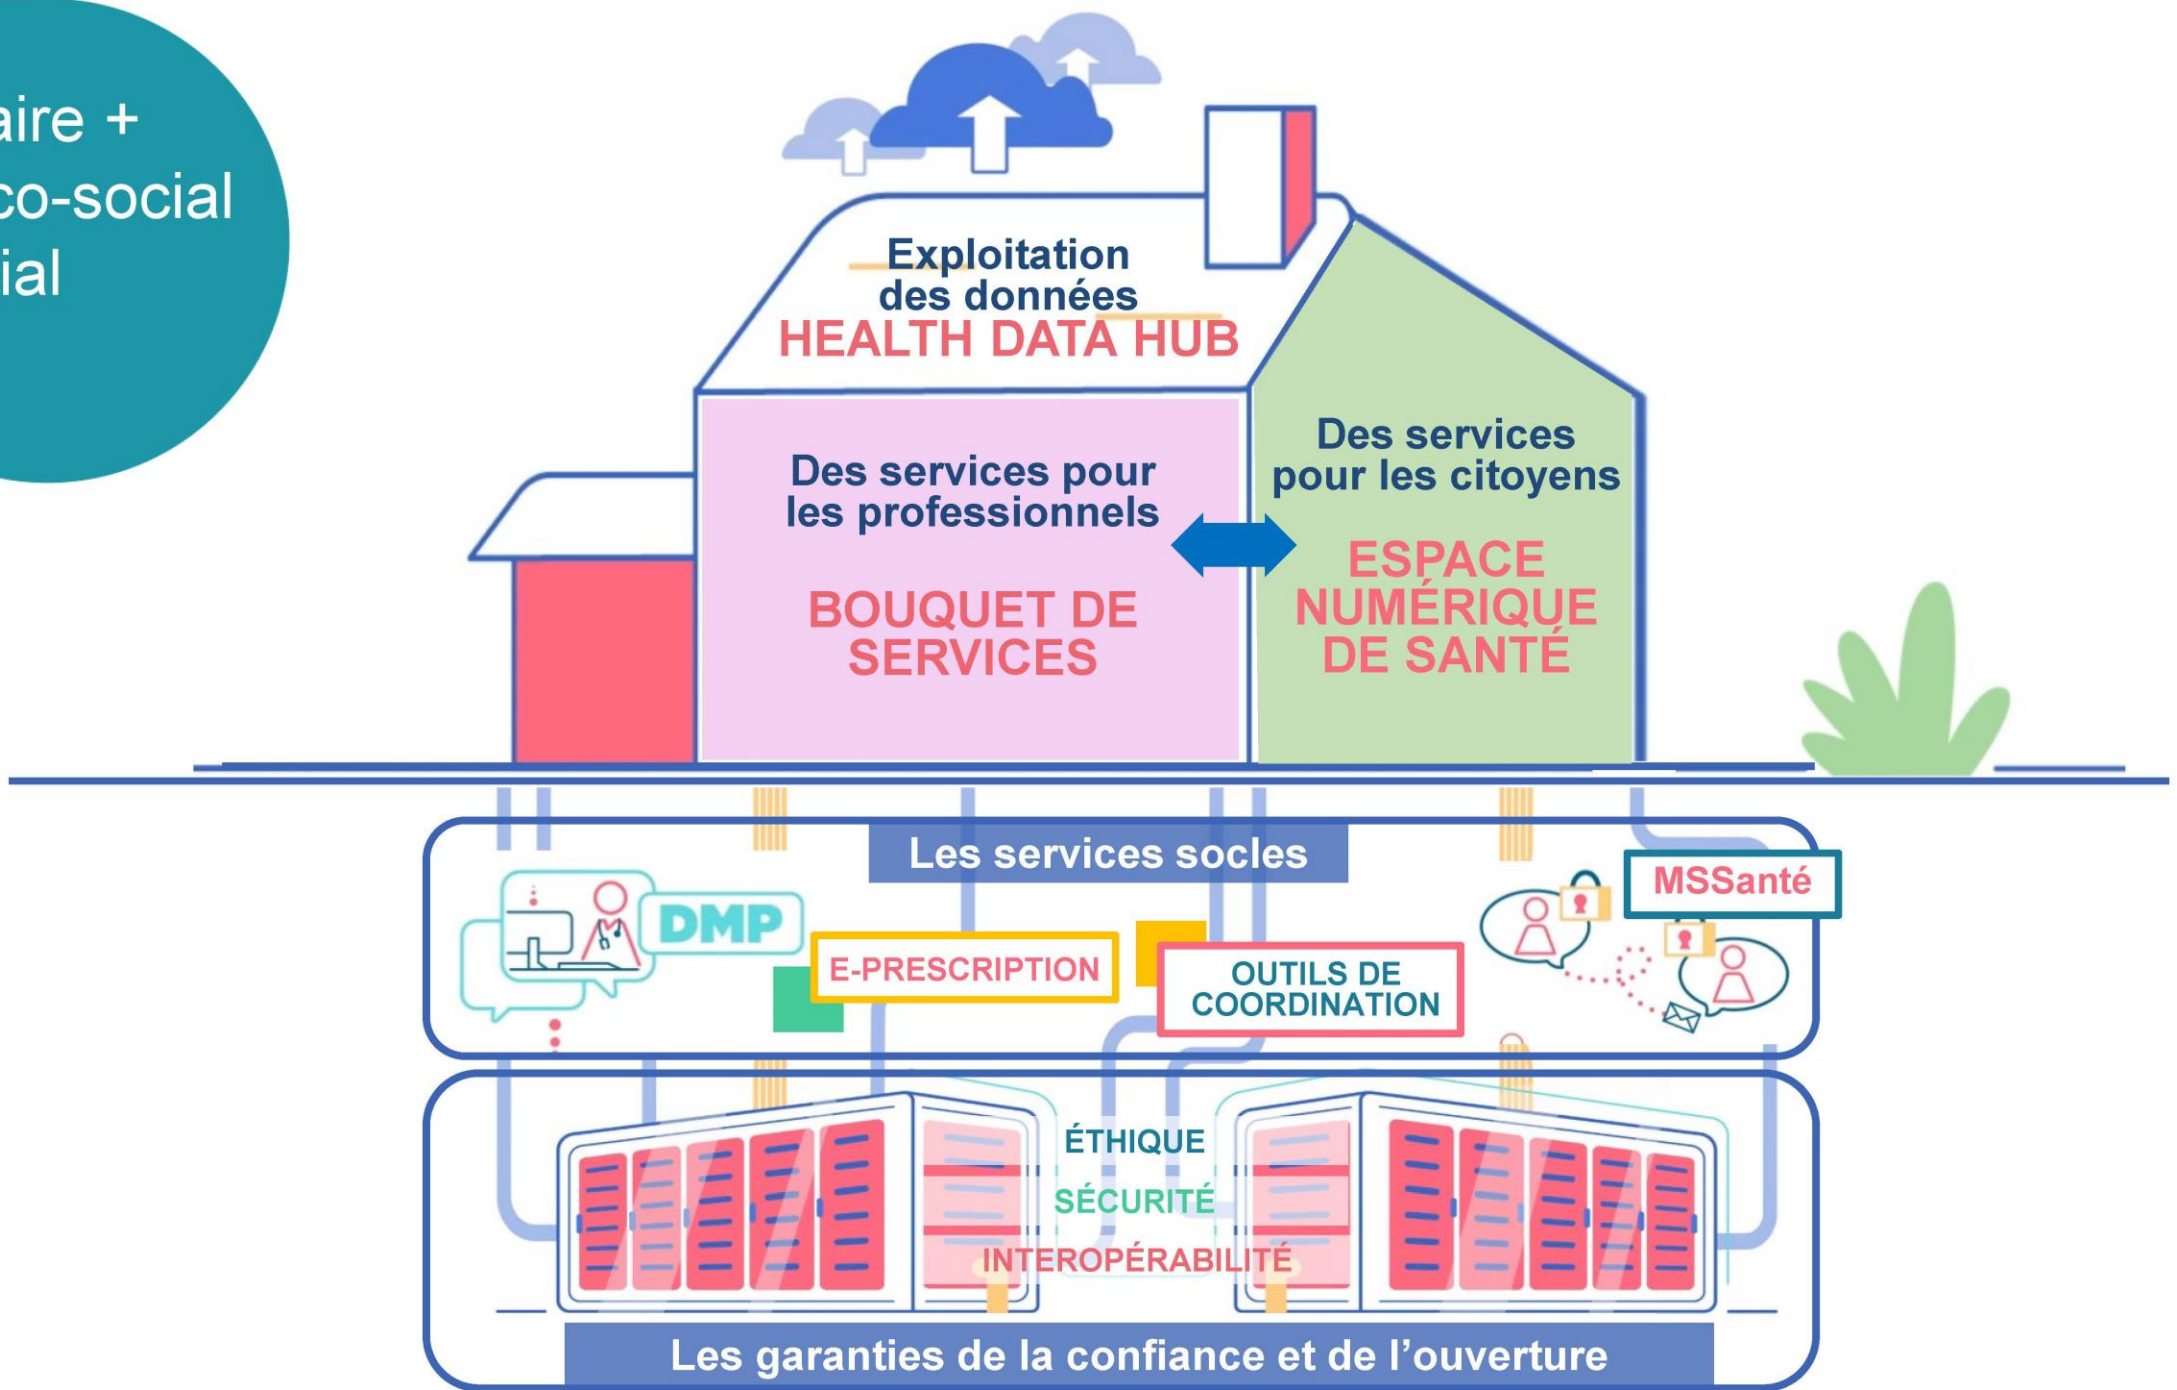 aire +
co-social
ial
Exploitation
des données
HEALTH DATA HUB
Des services pour
les professionnels
BOUQUET DE
SERVICES
Des services
pour les citoyens
ESPACE
NUMÉRIQUE
DE SANTÉ
Les services socles
DMP
E-PRESCRIPTION
OUTILS DE
COORDINATION
MSSanté
ÉTHIQUE
SÉCURITÉ
INTEROPÉRABILITÉ
Les garanties de la confiance et de l'ouverture